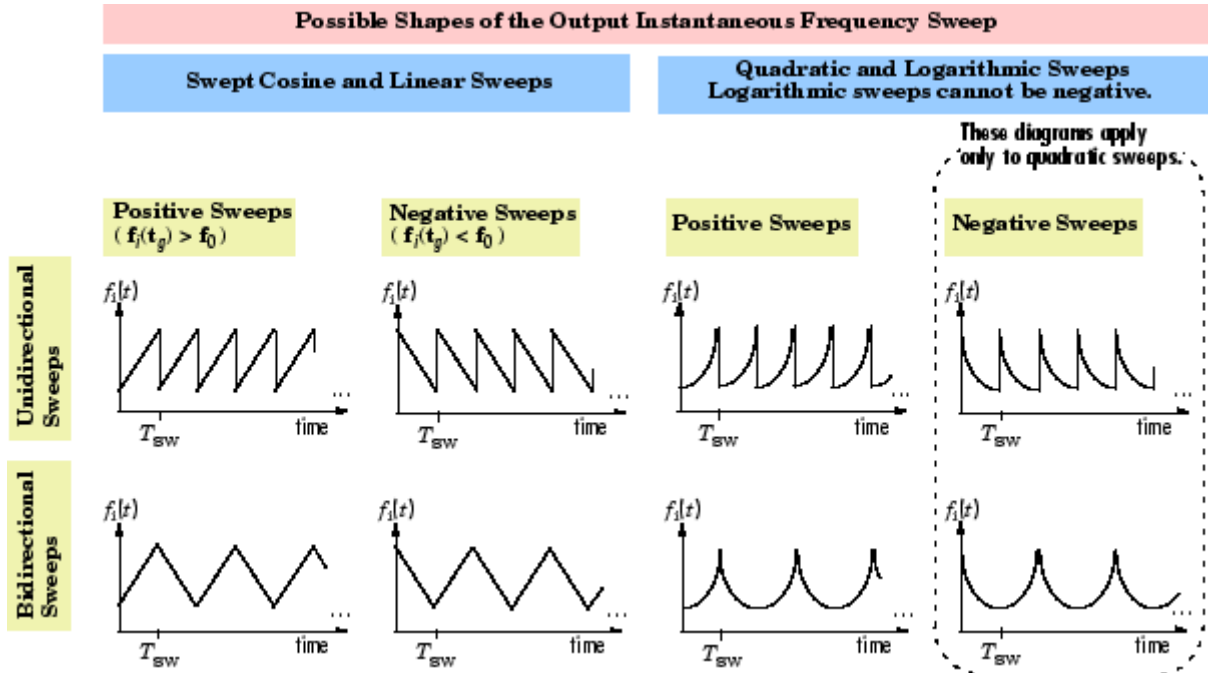 Possible Shapes of the Output Instantaneous Frequency Sweep
Swept Cosine and Linear Sweeps
Quadratic and Logarithmic Sweeps
Logarithmic sweeps cannot be negative.
These diagrams apply
only to quadratic sweeps.
Positive Sweeps
( fi(tg) > f0 )
Negative Sweeps
( fi(tg) < f0 )
Positive Sweeps
Negative Sweeps
Unidirectional
Sweeps
fi(t)
...
time
Tsw
fi(t)
...
time
Tsw
fi(t)
...
time
Tsw
fi(t)
...
time
Tsw
Bidirectional
Sweeps
fi(t)
...
time
Tsw
fi(t)
...
time
Tsw
fi(t)
...
time
Tsw
fi(t)
...
time
Tsw